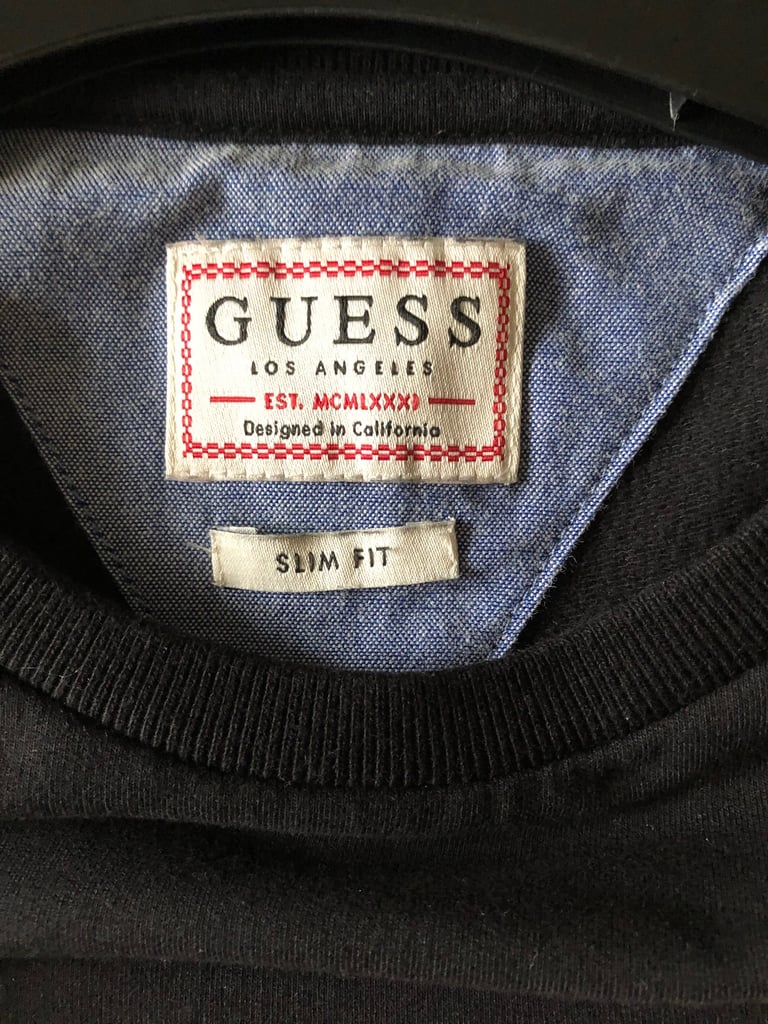 GUESS
LOS ANGELES
EST. MCMLXXXI
Designed in California
SLIM FIT